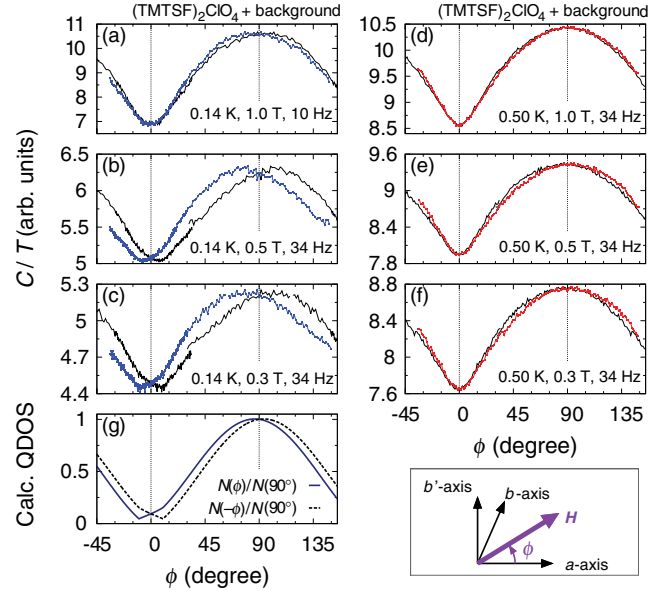 (TMTSF)₂ClO₄ + background
(a)
11
10
9
8
7
0.14 K, 1.0 T, 10 Hz
(b)
6.5
6
5.5
5
0.14 K, 0.5 T, 34 Hz
(c)
5.3
5
4.7
4.4
0.14 K, 0.3 T, 34 Hz
C / T (arb. units)
(g)
1
0.5
0
N(ϕ)/N(90°)
N(−ϕ)/N(90°)
Calc. QDOS
-45 0 45 90 135
ϕ (degree)
(TMTSF)₂ClO₄ + background
(d)
10.5
10
9.5
9
8.5
0.50 K, 1.0 T, 34 Hz
(e)
9.6
9
8.4
7.8
0.50 K, 0.5 T, 34 Hz
(f)
8.8
8.4
8
7.6
0.50 K, 0.3 T, 34 Hz
-45 0 45 90 135
ϕ (degree)
b'-axis
b-axis
H
ϕ
a-axis